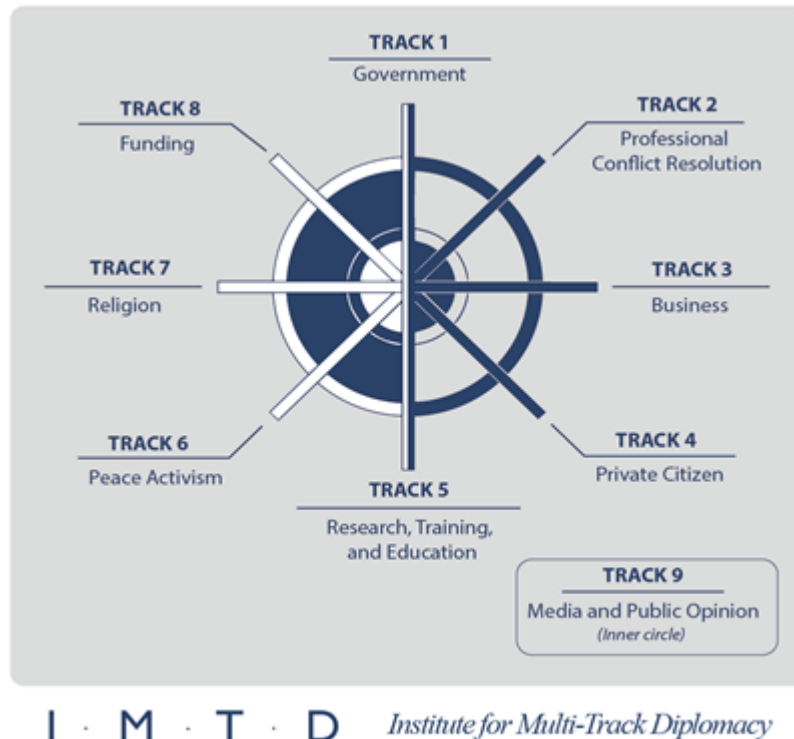 TRACK 1
Government
TRACK 8
Funding
TRACK 2
Professional
Conflict Resolution
TRACK 7
Religion
TRACK 3
Business
TRACK 6
Peace Activism
TRACK 4
Private Citizen
TRACK 5
Research, Training,
and Education
TRACK 9
Media and Public Opinion
(Inner circle)
I · M · T · D Institute for Multi-Track Diplomacy